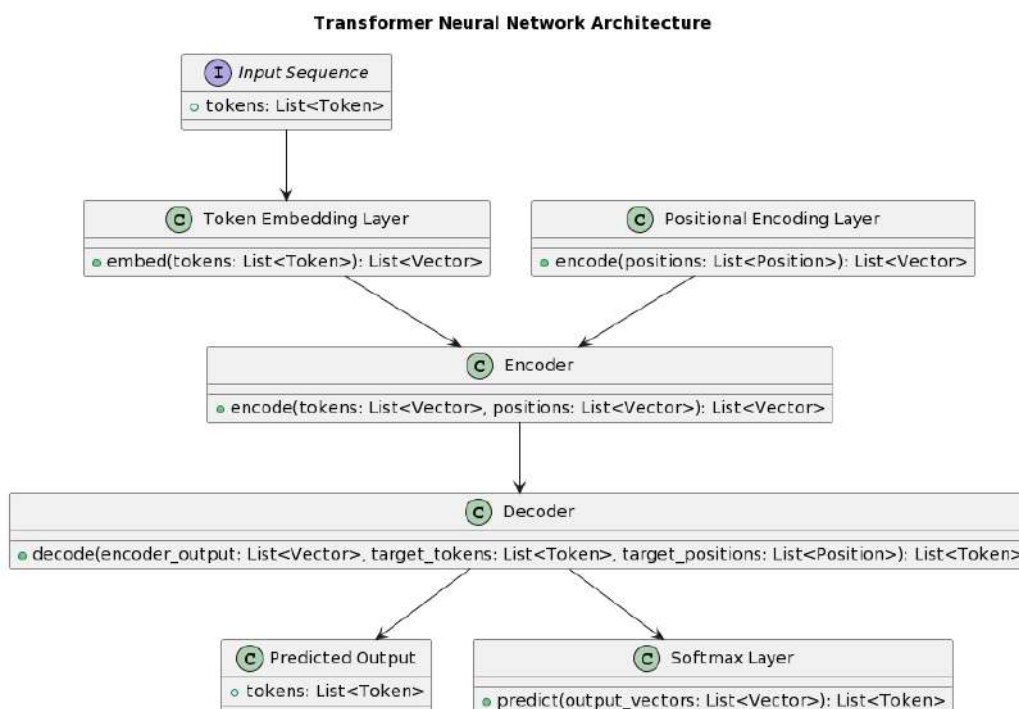 Transformer Neural Network Architecture
I Input Sequence
tokens: List<Token>
C Token Embedding Layer
embed(tokens: List<Token>): List<Vector>
C Positional Encoding Layer
encode(positions: List<Position>): List<Vector>
C Encoder
encode(tokens: List<Vector>, positions: List<Vector>): List<Vector>
C Decoder
decode(encoder_output: List<Vector>, target_tokens: List<Token>, target_positions: List<Position>): List<Token>
C Predicted Output
tokens: List<Token>
C Softmax Layer
predict(output_vectors: List<Vector>): List<Token>